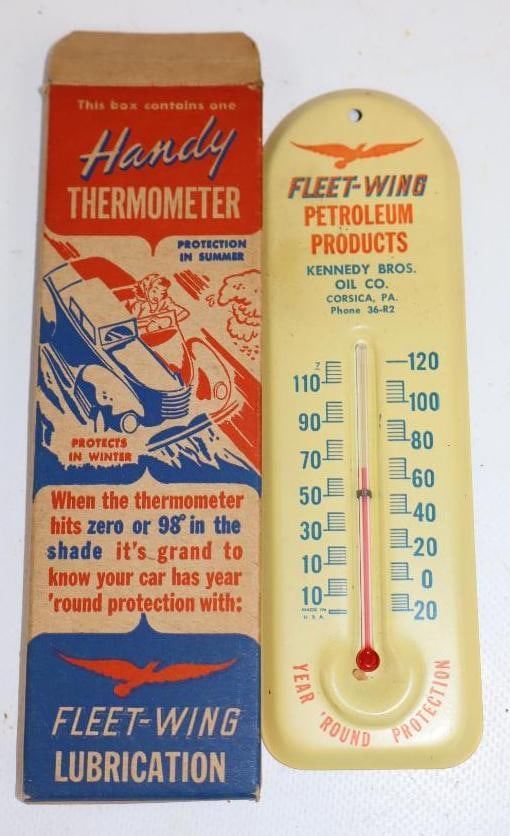 This box contains one
Handy
THERMOMETER
PROTECTION
IN SUMMER
PROTECTS
IN WINTER
When the thermometer
hits zero or 98° in the
shade it's grand to
know your car has year
'round protection with:
FLEET-WING
LUBRICATION
FLEET-WING
PETROLEUM
PRODUCTS
KENNEDY BROS.
OIL CO.
CORSICA, PA.
Phone 36-R2
120
110
100
90
80
70
60
50
40
30
20
10
0
10
20
MADE IN
U.S.A.
YEAR 'ROUND PROTECTION